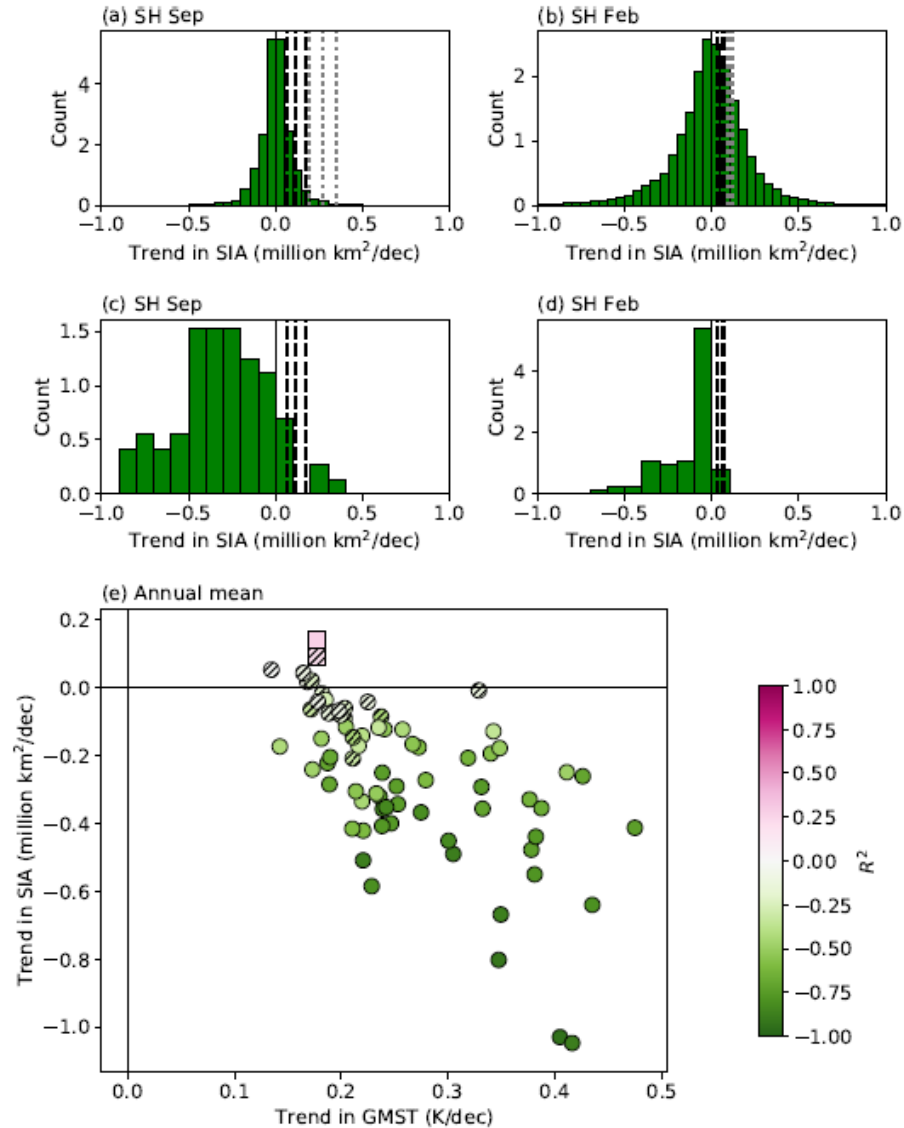 (a) SH Sep
(b) SH Feb
Count
4
2
0
−1.0 −0.5 0.0 0.5 1.0
Trend in SIA (million km²/dec)
Count
2
1
0
−1.0 −0.5 0.0 0.5 1.0
Trend in SIA (million km²/dec)
(c) SH Sep
(d) SH Feb
Count
1.5
1.0
0.5
0.0
−1.0 −0.5 0.0 0.5 1.0
Trend in SIA (million km²/dec)
Count
4
2
0
−1.0 −0.5 0.0 0.5 1.0
Trend in SIA (million km²/dec)
(e) Annual mean
Trend in SIA (million km²/dec)
0.2
0.0
−0.2
−0.4
−0.6
−0.8
−1.0
0.0 0.1 0.2 0.3 0.4 0.5
Trend in GMST (K/dec)
1.00
0.75
0.50
0.25
0.00
−0.25
−0.50
−0.75
−1.00
R²